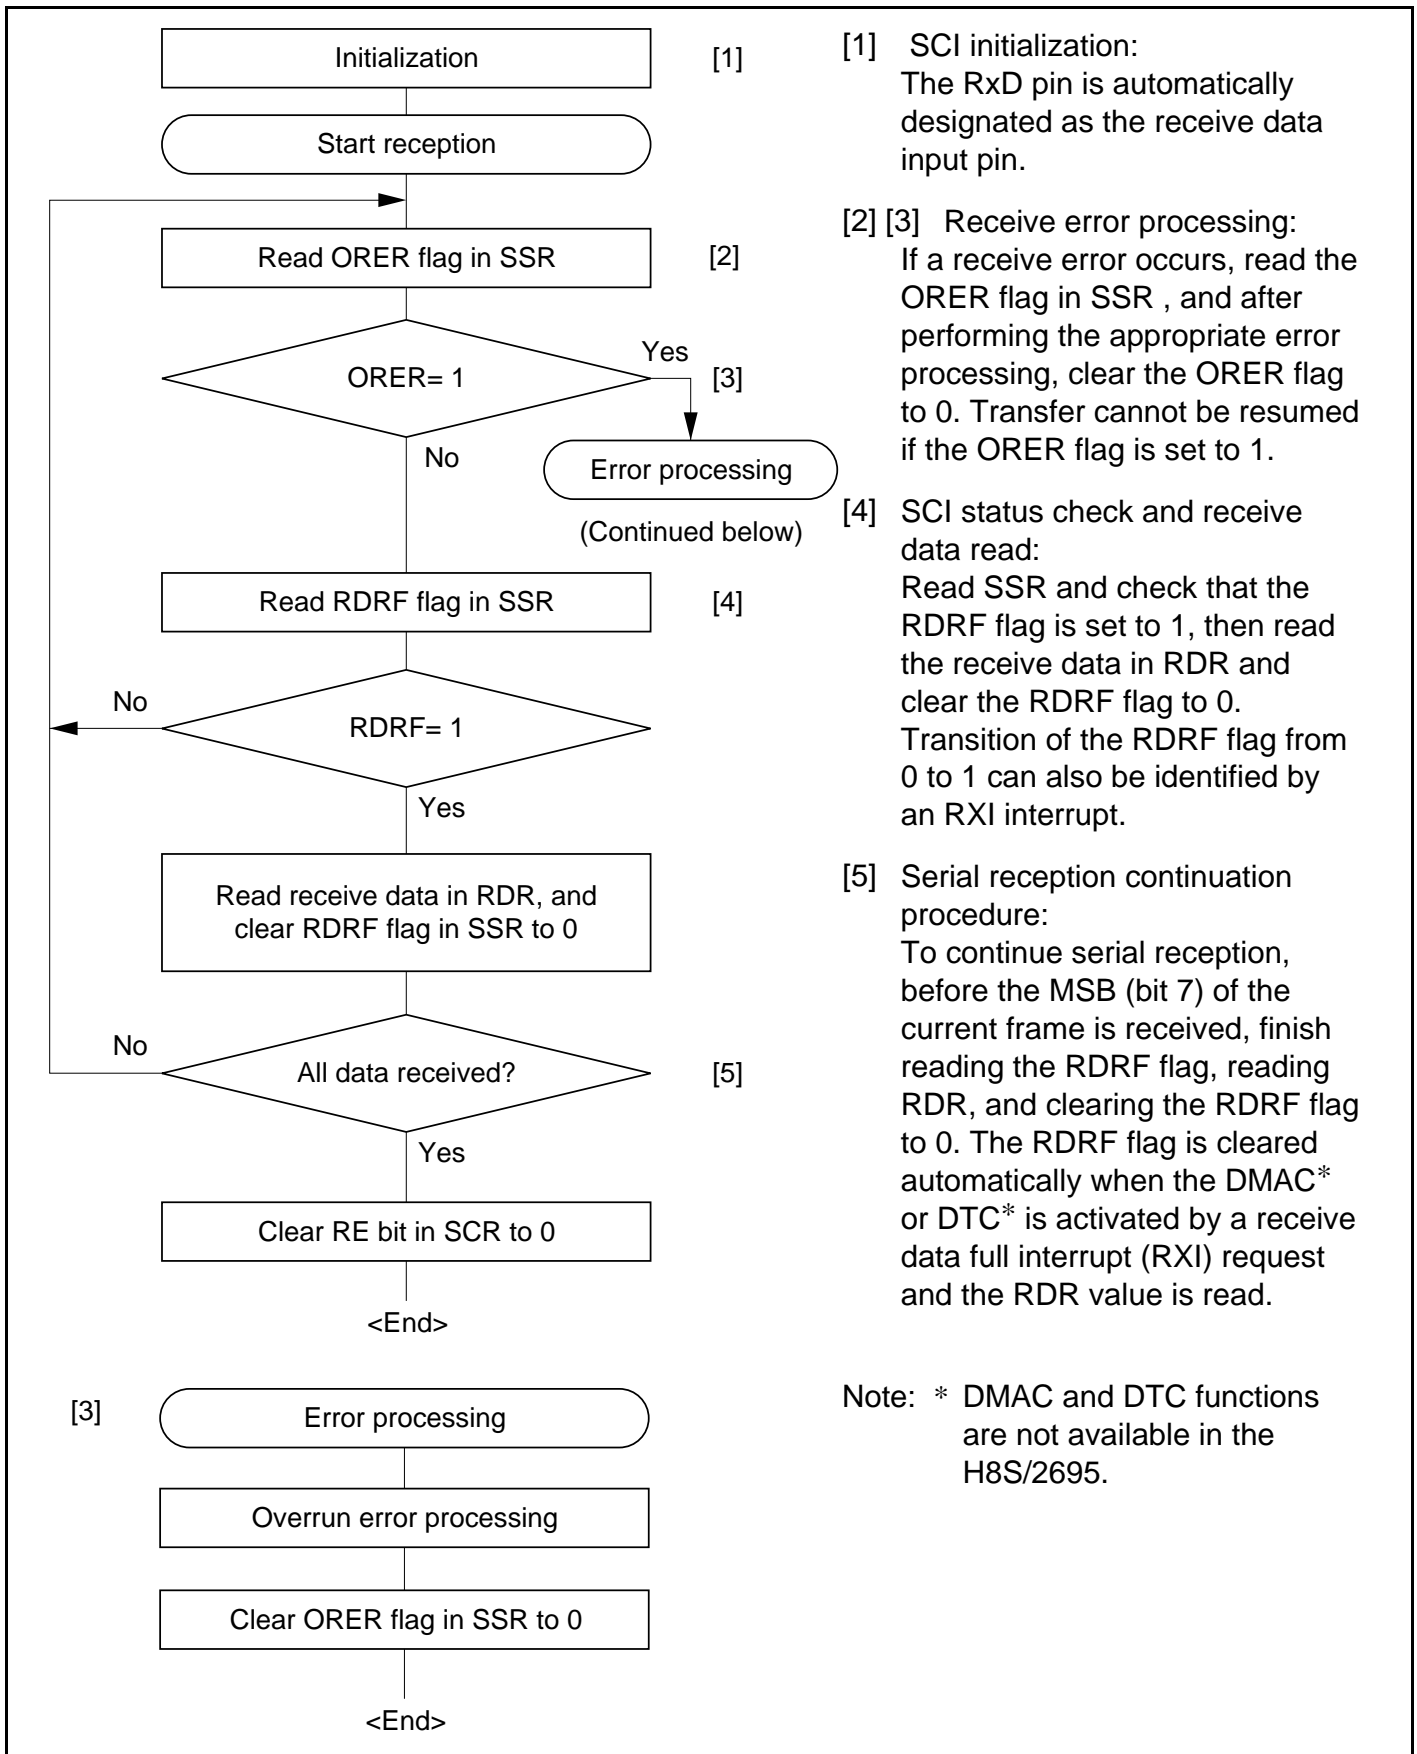 Initialization
[1]
Start reception
Read ORER flag in SSR
[2]
ORER= 1
Yes
[3]
No
Error processing
(Continued below)
Read RDRF flag in SSR
[4]
No
RDRF= 1
Yes
Read receive data in RDR, and
clear RDRF flag in SSR to 0
No
All data received?
[5]
Yes
Clear RE bit in SCR to 0
<End>
[3]
Error processing
Overrun error processing
Clear ORER flag in SSR to 0
<End>
[1] SCI initialization:
The RxD pin is automatically
designated as the receive data
input pin.
[2] [3] Receive error processing:
If a receive error occurs, read the
ORER flag in SSR , and after
performing the appropriate error
processing, clear the ORER flag
to 0. Transfer cannot be resumed
if the ORER flag is set to 1.
[4] SCI status check and receive
data read:
Read SSR and check that the
RDRF flag is set to 1, then read
the receive data in RDR and
clear the RDRF flag to 0.
Transition of the RDRF flag from
0 to 1 can also be identified by
an RXI interrupt.
[5] Serial reception continuation
procedure:
To continue serial reception,
before the MSB (bit 7) of the
current frame is received, finish
reading the RDRF flag, reading
RDR, and clearing the RDRF flag
to 0. The RDRF flag is cleared
automatically when the DMAC*
or DTC* is activated by a receive
data full interrupt (RXI) request
and the RDR value is read.
Note: * DMAC and DTC functions
are not available in the
H8S/2695.